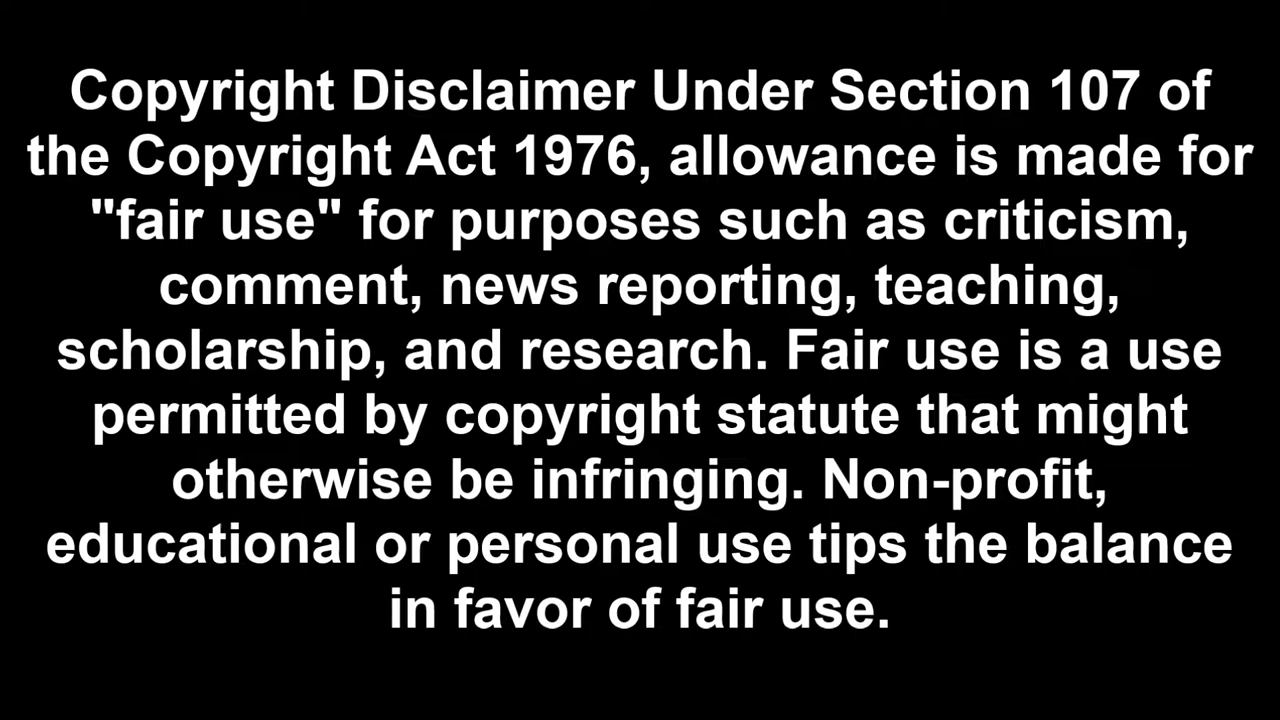 Copyright Disclaimer Under Section 107 of
the Copyright Act 1976, allowance is made for
"fair use" for purposes such as criticism,
comment, news reporting, teaching,
scholarship, and research. Fair use is a use
permitted by copyright statute that might
otherwise be infringing. Non-profit,
educational or personal use tips the balance
in favor of fair use.